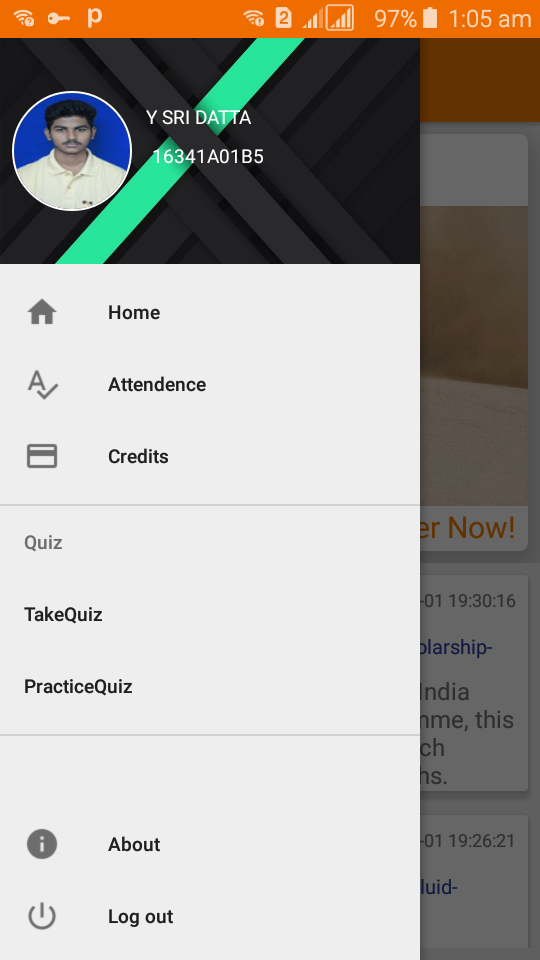 97% 1:05 am
2
Y SRI DATTA
16341A01B5
Home
Attendence
Credits
Quiz
TakeQuiz
PracticeQuiz
About
Log out
er Now!
-01 19:30:16
olarship-
India
nme, this
ch
hs.
-01 19:26:21
luid-